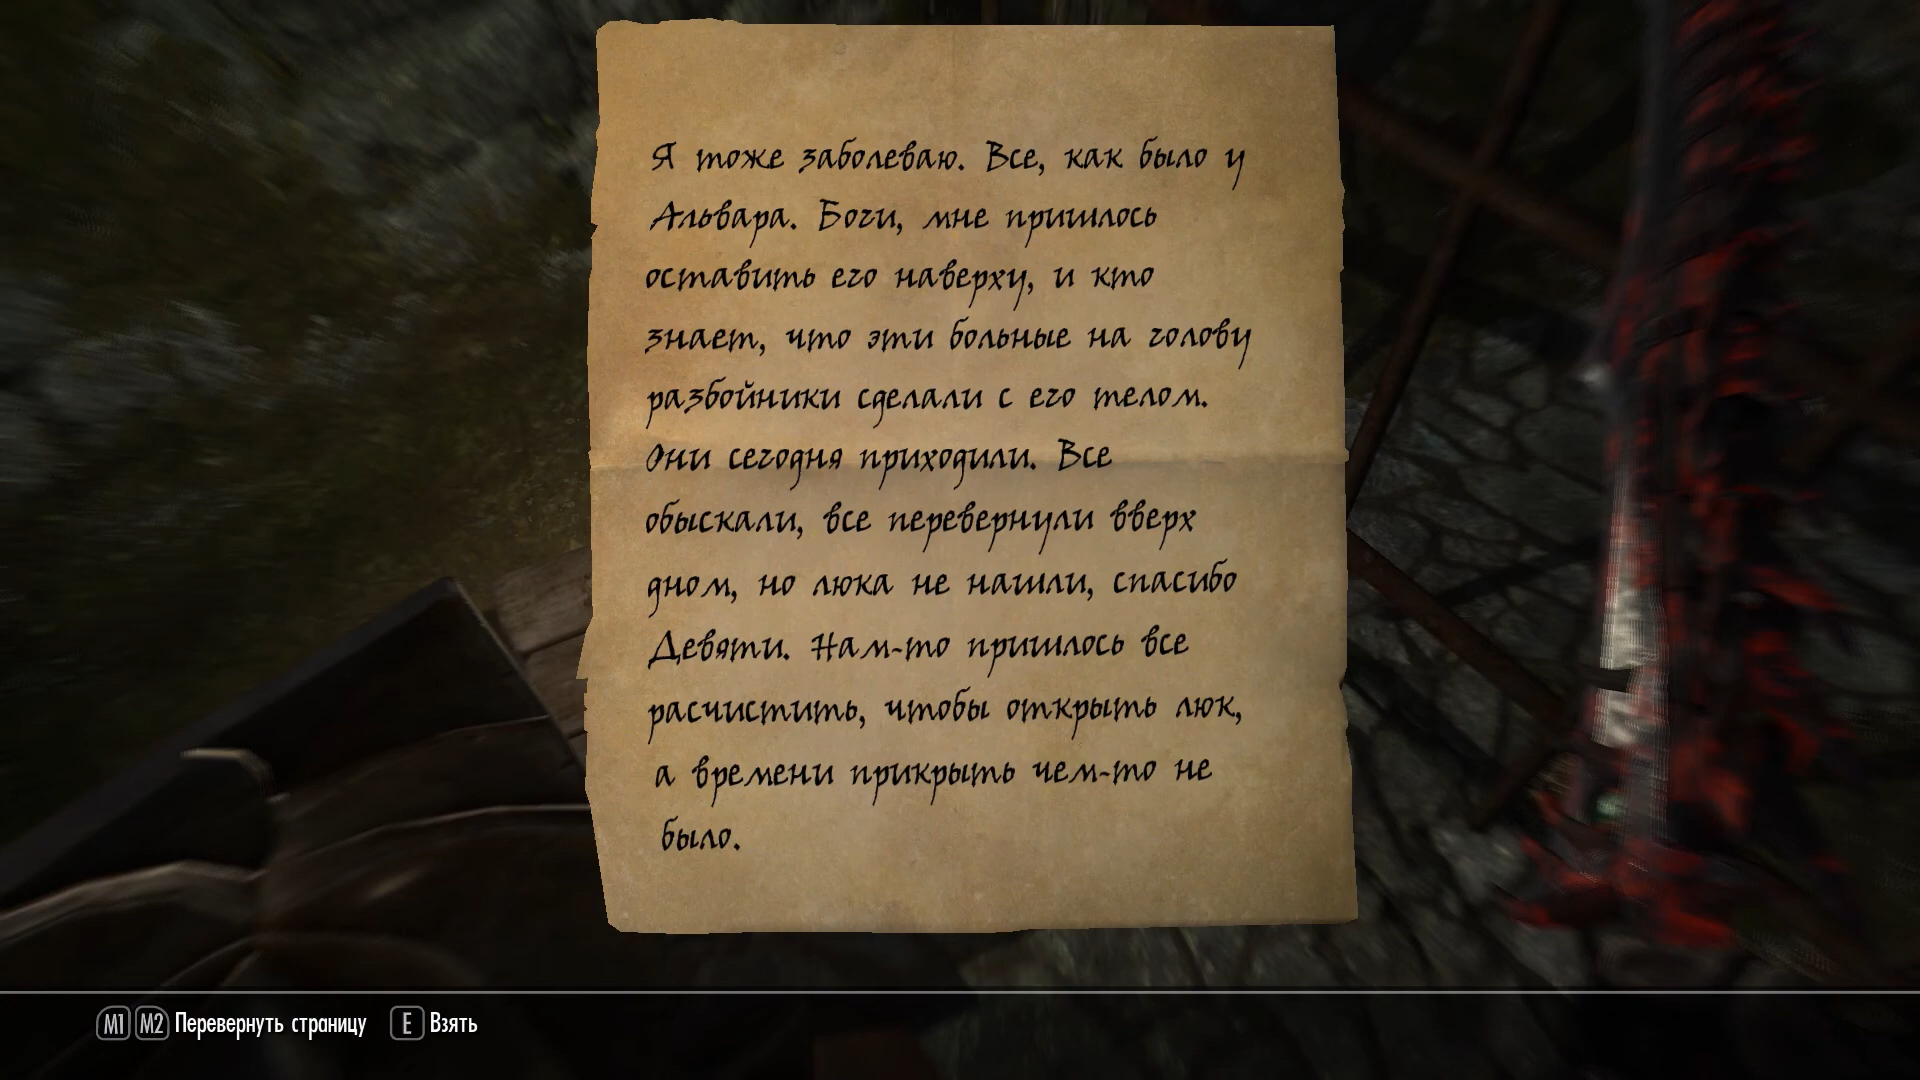 Я тоже заболеваю. Все, как было у
Альвара. Боги, мне пришлось
оставить его наверху, и кто
знает, что эти больные на голову
разбойники сделали с его телом.
Они сегодня приходили. Все
обыскали, все перевернули вверх
дном, но люка не нашли, спасибо
Девяти. Нам-то пришлось все
расчистить, чтобы открыть люк,
а времени прикрыть чем-то не
было.
M1 M2 Перевернуть страницу E Взять